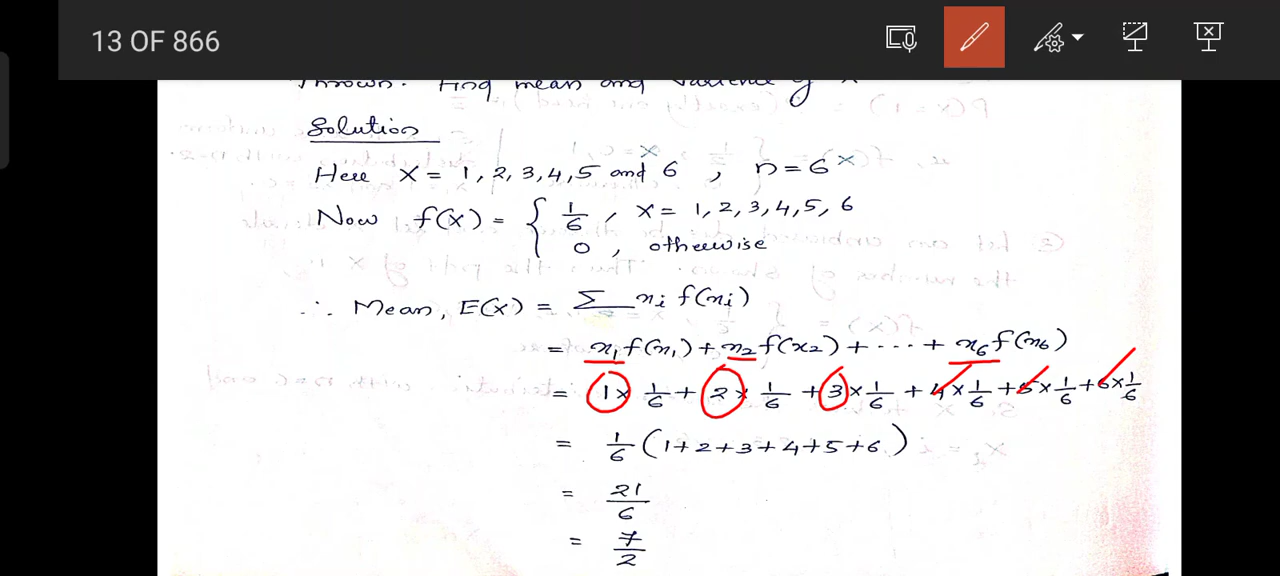 13 OF 866
Thrown. Find mean and variance of X
Solution
Here X = 1, 2, 3, 4, 5 and 6 , n = 6
Now f(x) = { 1/6 , x = 1, 2, 3, 4, 5, 6
0 , otherwise
∴ Mean, E(X) = Σ xi f(xi)
= x1 f(x1) + x2 f(x2) + ... + x6 f(x6)
= 1 × 1/6 + 2 × 1/6 + 3 × 1/6 + 4 × 1/6 + 5 × 1/6 + 6 × 1/6
= 1/6 (1+2+3+4+5+6)
= 21/6
= 7/2